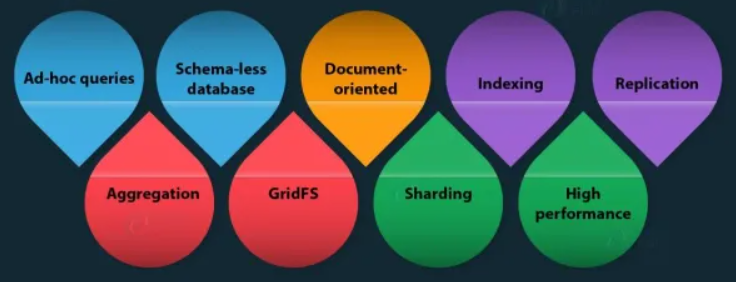 Ad-hoc queries
Schema-less
database
Document-
oriented
Indexing
Replication
Aggregation
GridFS
Sharding
High
performance